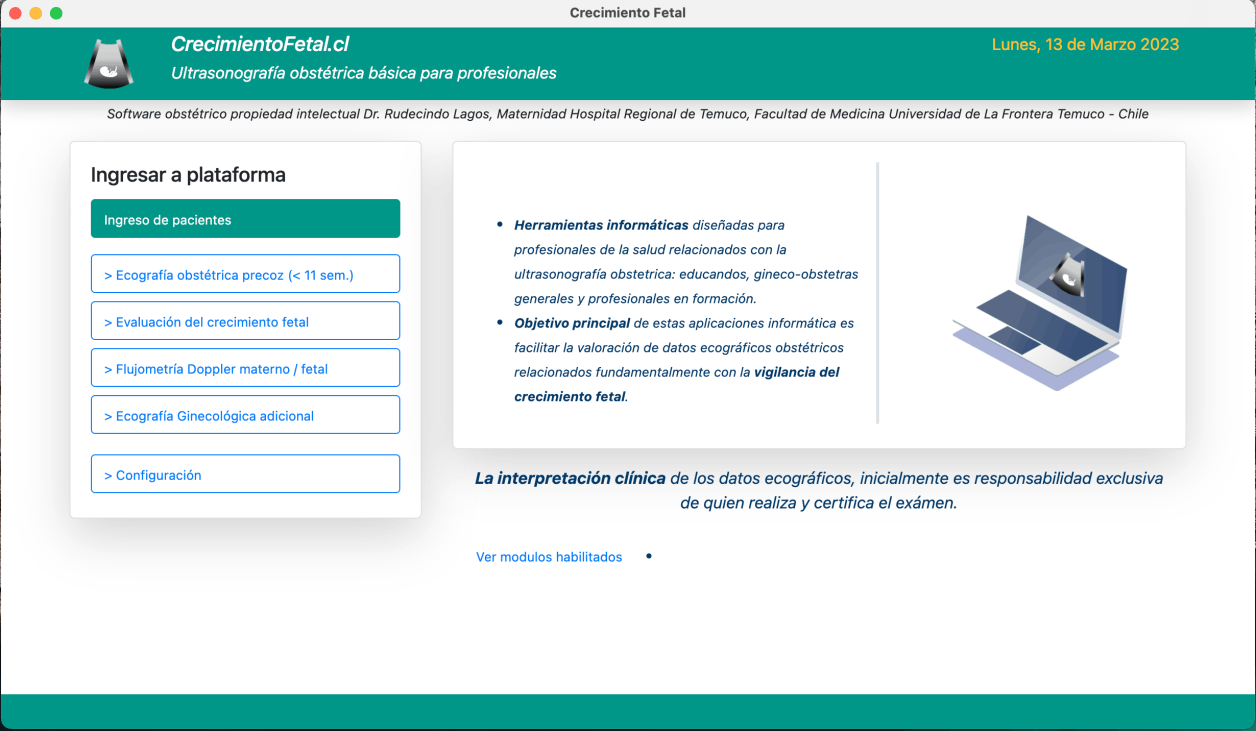 Crecimiento Fetal
CrecimientoFetal.cl
Ultrasonografía obstétrica básica para profesionales
Lunes, 13 de Marzo 2023
Software obstétrico propiedad intelectual Dr. Rudecindo Lagos, Maternidad Hospital Regional de Temuco, Facultad de Medicina Universidad de La Frontera Temuco - Chile
Ingresar a plataforma
Ingreso de pacientes
> Ecografía obstétrica precoz (< 11 sem.)
> Evaluación del crecimiento fetal
> Flujometría Doppler materno / fetal
> Ecografía Ginecológica adicional
> Configuración
• Herramientas informáticas diseñadas para
profesionales de la salud relacionados con la
ultrasonografía obstetrica: educandos, gineco-obstetras
generales y profesionales en formación.
• Objetivo principal de estas aplicaciones informática es
facilitar la valoración de datos ecográficos obstétricos
relacionados fundamentalmente con la vigilancia del
crecimiento fetal.
La interpretación clínica de los datos ecográficos, inicialmente es responsabilidad exclusiva
de quien realiza y certifica el exámen.
Ver modulos habilitados •